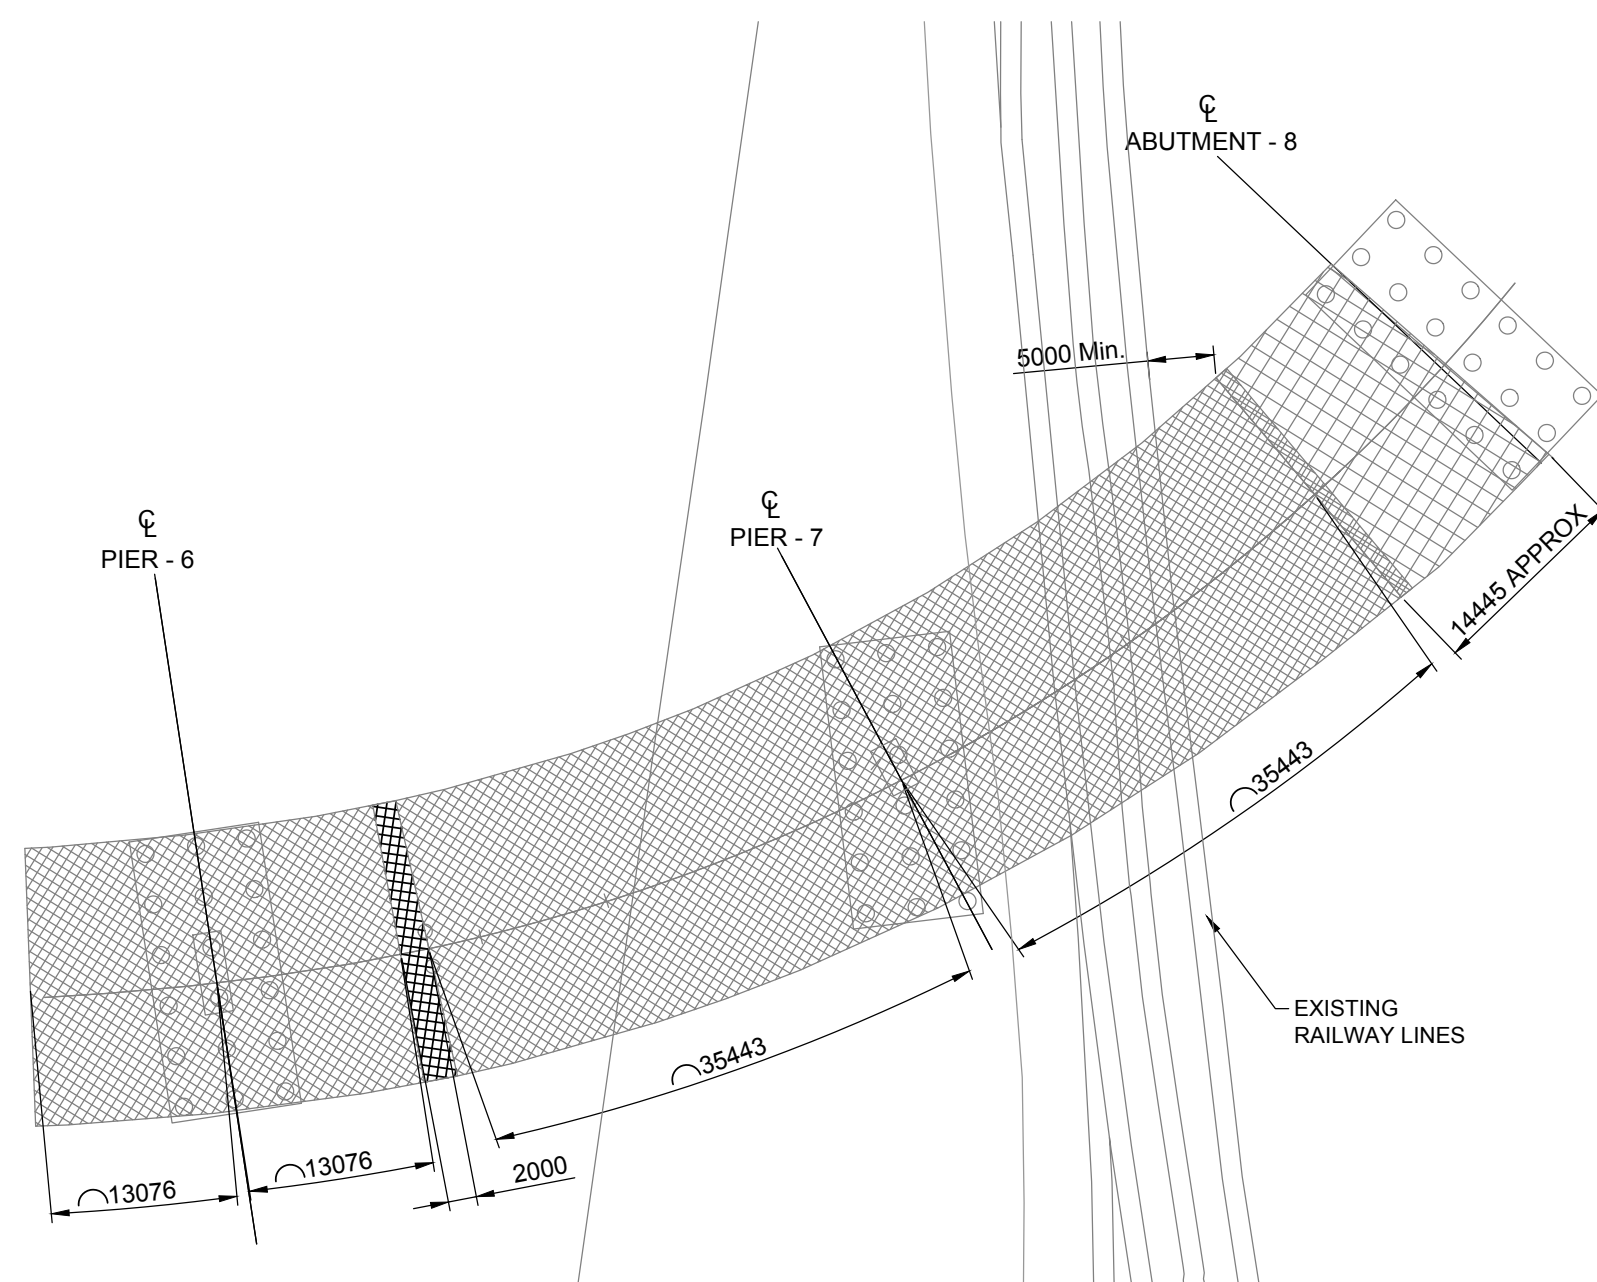 ℄
ABUTMENT - 8
5000 Min.
℄
PIER - 7
℄
PIER - 6
14445 APPROX
⌒35443
EXISTING
RAILWAY LINES
⌒35443
2000
⌒13076
⌒13076